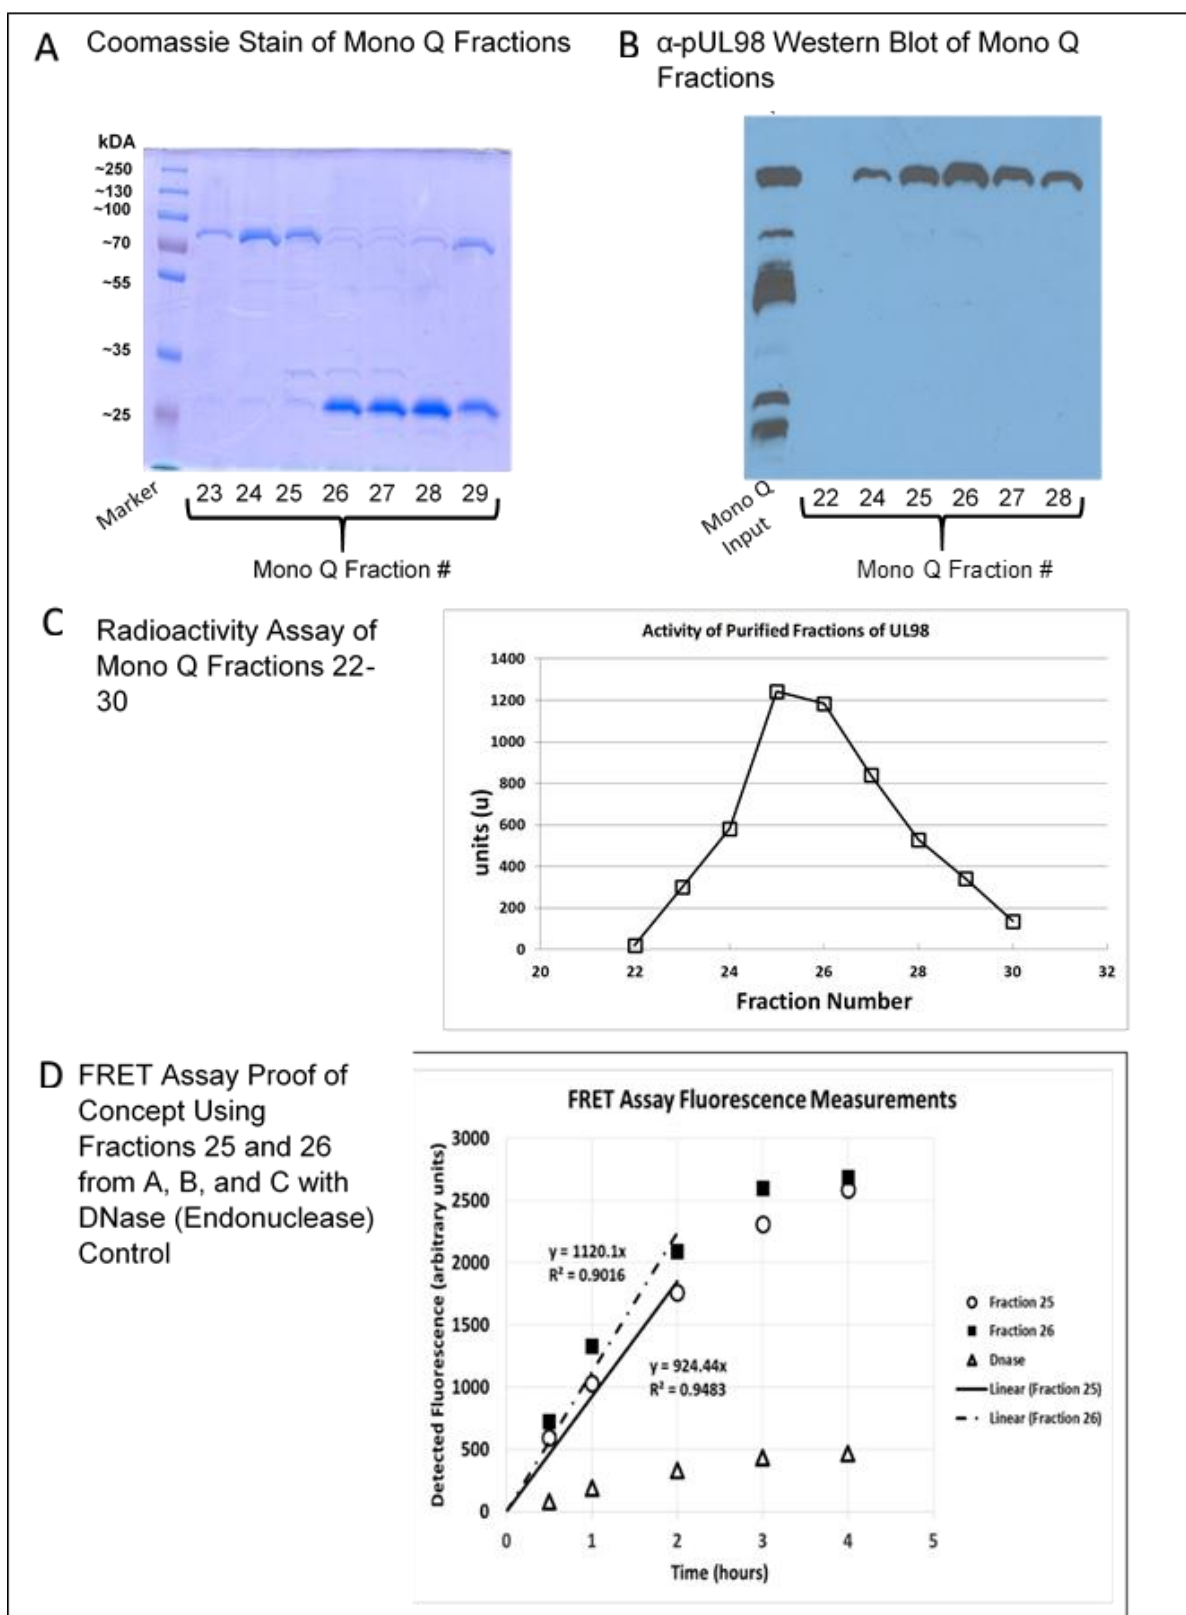 A Coomassie Stain of Mono Q Fractions
kDA
~250
~130
~100
~70
~55
~35
~25
Marker
23 24 25 26 27 28 29
Mono Q Fraction #
B α-pUL98 Western Blot of Mono Q
Fractions
Mono Q
Input
22 24 25 26 27 28
Mono Q Fraction #
C Radioactivity Assay of
Mono Q Fractions 22-
30
Activity of Purified Fractions of UL98
units (u)
1400
1200
1000
800
600
400
200
0
20 22 24 26 28 30 32
Fraction Number
D FRET Assay Proof of
Concept Using
Fractions 25 and 26
from A, B, and C with
DNase (Endonuclease)
Control
FRET Assay Fluorescence Measurements
Detected Fluorescence (arbitrary units)
3000
2500
2000
1500
1000
500
0
y = 1120.1x
R² = 0.9016
y = 924.44x
R² = 0.9483
Fraction 25
Fraction 26
Dnase
Linear (Fraction 25)
Linear (Fraction 26)
0 1 2 3 4 5
Time (hours)